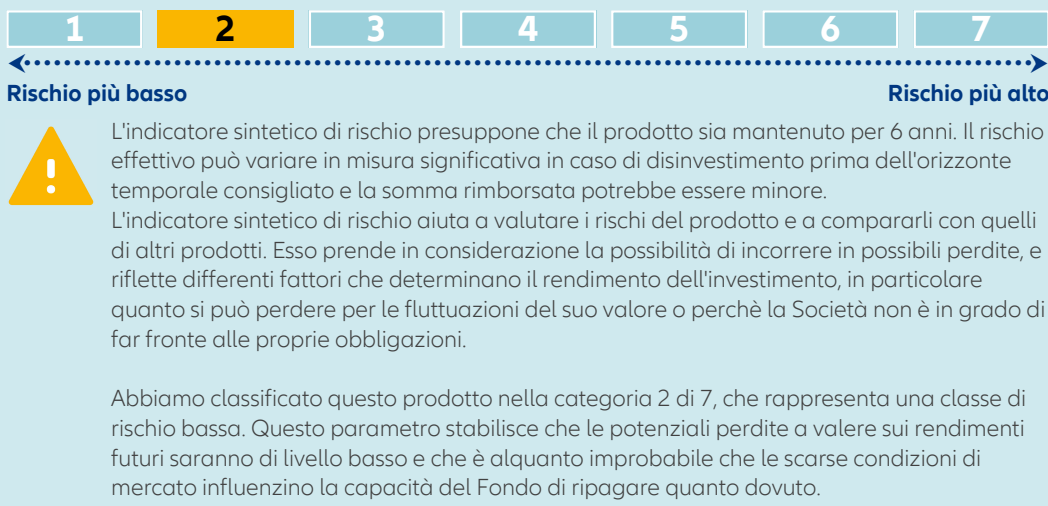 1 2 3 4 5 6 7
Rischio più basso Rischio più alto
L'indicatore sintetico di rischio presuppone che il prodotto sia mantenuto per 6 anni. Il rischio
effettivo può variare in misura significativa in caso di disinvestimento prima dell'orizzonte
temporale consigliato e la somma rimborsata potrebbe essere minore.
L'indicatore sintetico di rischio aiuta a valutare i rischi del prodotto e a compararli con quelli
di altri prodotti. Esso prende in considerazione la possibilità di incorrere in possibili perdite, e
riflette differenti fattori che determinano il rendimento dell'investimento, in particolare
quanto si può perdere per le fluttuazioni del suo valore o perchè la Società non è in grado di
far fronte alle proprie obbligazioni.

Abbiamo classificato questo prodotto nella categoria 2 di 7, che rappresenta una classe di
rischio bassa. Questo parametro stabilisce che le potenziali perdite a valere sui rendimenti
futuri saranno di livello basso e che è alquanto improbabile che le scarse condizioni di
mercato influenzino la capacità del Fondo di ripagare quanto dovuto.